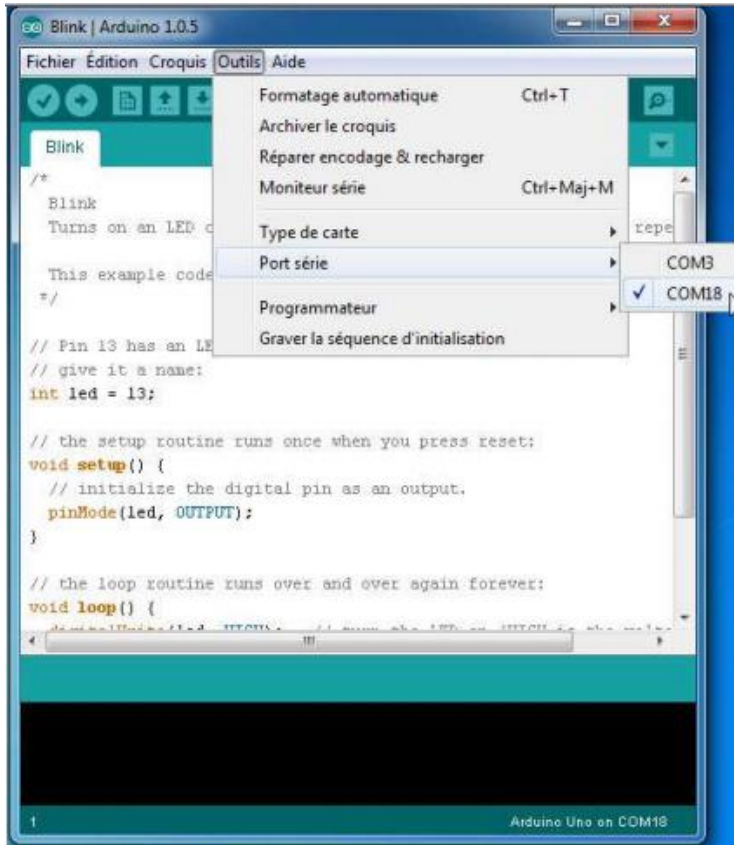 Blink | Arduino 1.0.5
Fichier Édition Croquis Outils Aide
Formatage automatique Ctrl+T
Archiver le croquis
Réparer encodage & recharger
Moniteur série Ctrl+Maj+M
Type de carte
Port série
COM3
COM18
Programmateur
Graver la séquence d'initialisation
Blink
/*
Blink
Turns on an LED repe
This example code
*/
// Pin 13 has an LE
// give it a name:
int led = 13;
// the setup routine runs once when you press reset:
void setup() {
// initialize the digital pin as an output.
pinMode(led, OUTPUT);
}
// the loop routine runs over and over again forever:
void loop() {
1
Arduino Uno on COM18